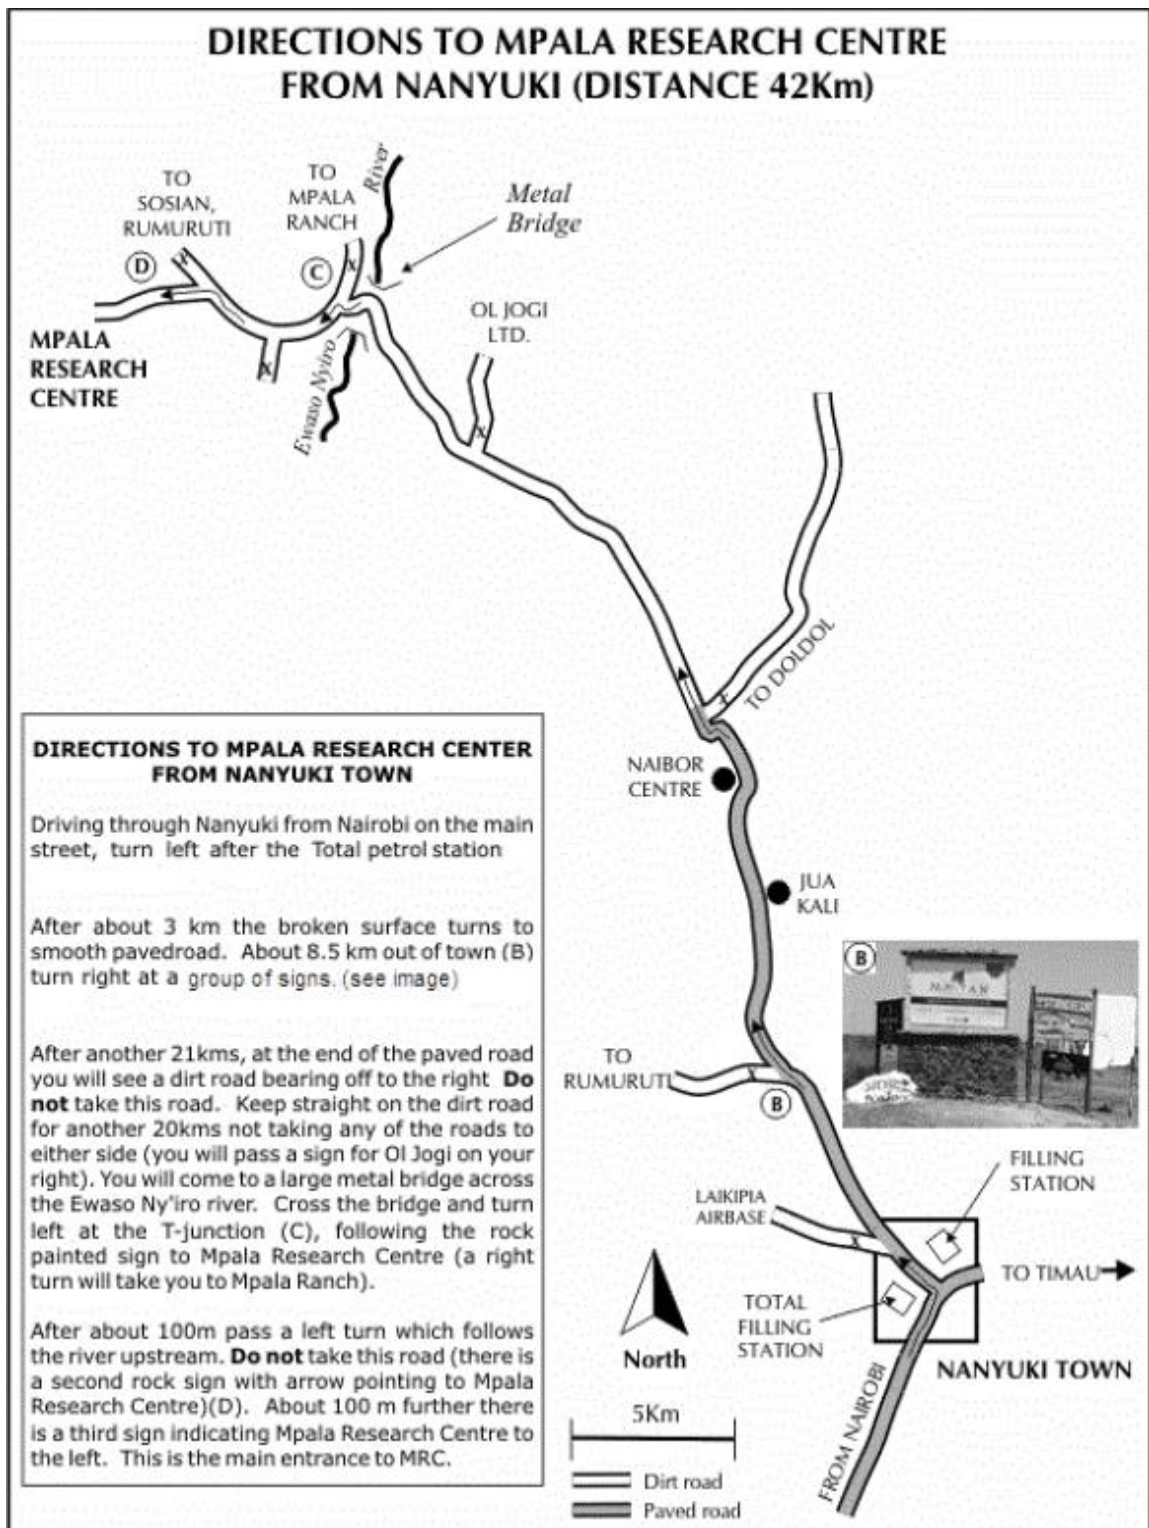 DIRECTIONS TO MPALA RESEARCH CENTRE
FROM NANYUKI (DISTANCE 42Km)
TO
SOSIAN,
RUMURUTI
TO
MPALA
RANCH
River
Metal
Bridge
D
C
OL JOGI
LTD.
MPALA
RESEARCH
CENTRE
Ewaso Nyiro
TO DOLDOL
NAIBOR
CENTRE
JUA
KALI
DIRECTIONS TO MPALA RESEARCH CENTER
FROM NANYUKI TOWN
Driving through Nanyuki from Nairobi on the main
street, turn left after the Total petrol station
After about 3 km the broken surface turns to
smooth pavedroad. About 8.5 km out of town (B)
turn right at a group of signs. (see image)
After another 21kms, at the end of the paved road
you will see a dirt road bearing off to the right Do
not take this road. Keep straight on the dirt road
for another 20kms not taking any of the roads to
either side (you will pass a sign for Ol Jogi on your
right). You will come to a large metal bridge across
the Ewaso Ny'iro river. Cross the bridge and turn
left at the T-junction (C), following the rock
painted sign to Mpala Research Centre (a right
turn will take you to Mpala Ranch).
After about 100m pass a left turn which follows
the river upstream. Do not take this road (there is
a second rock sign with arrow pointing to Mpala
Research Centre)(D). About 100 m further there
is a third sign indicating Mpala Research Centre to
the left. This is the main entrance to MRC.
B
TO
RUMURUTI
B
FILLING
STATION
LAIKIPIA
AIRBASE
TO TIMAU
TOTAL
FILLING
STATION
North
NANYUKI TOWN
FROM NAIROBI
5Km
Dirt road
Paved road